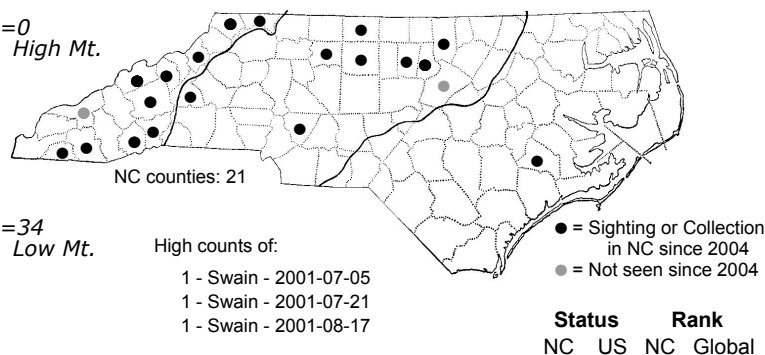 =0
High Mt.
NC counties: 21
=34
Low Mt.
High counts of:
1 - Swain - 2001-07-05
1 - Swain - 2001-07-21
1 - Swain - 2001-08-17
= Sighting or Collection
in NC since 2004
= Not seen since 2004
Status Rank
NC US NC Global